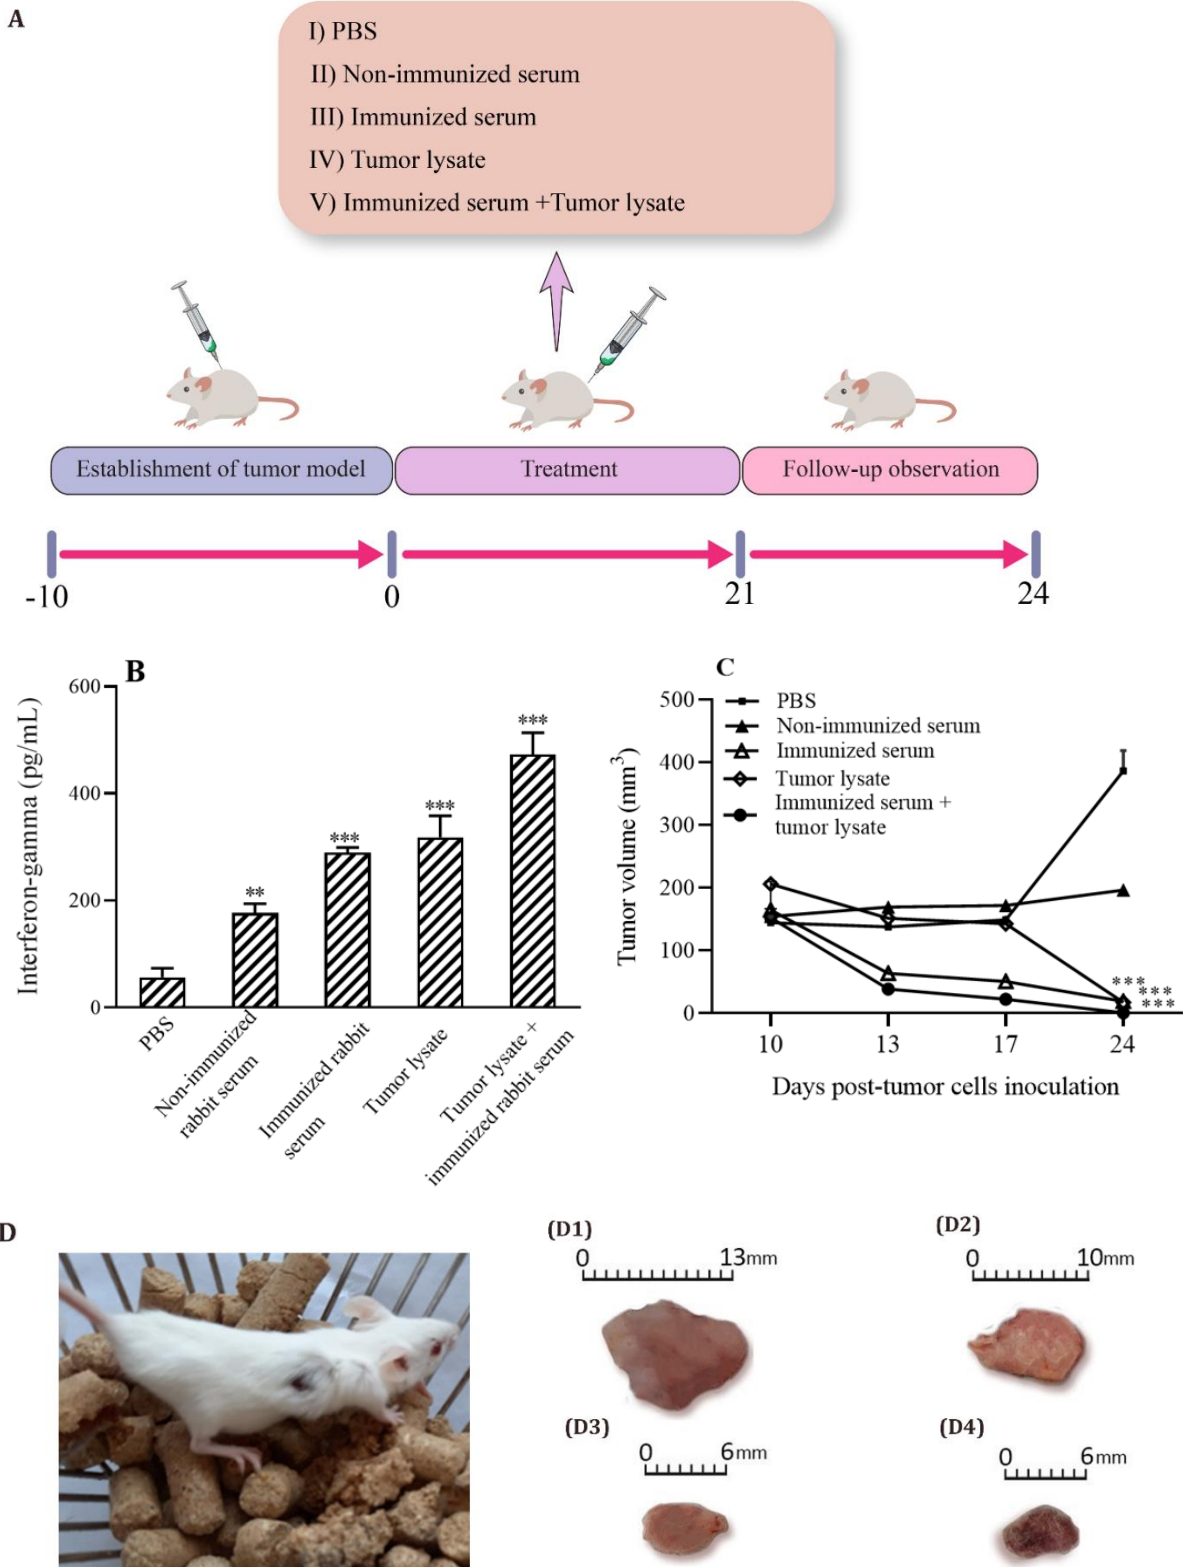 A
I) PBS
II) Non-immunized serum
III) Immunized serum
IV) Tumor lysate
V) Immunized serum +Tumor lysate
Establishment of tumor model
Treatment
Follow-up observation
-10
0
21
24
B
Interferon-gamma (pg/mL)
600
400
200
0
**
***
***
***
PBS
Non-immunized
rabbit serum
Immunized rabbit
serum
Tumor lysate
Tumor lysate +
immunized rabbit serum
C
Tumor volume (mm³)
500
400
300
200
100
0
PBS
Non-immunized serum
Immunized serum
Tumor lysate
Immunized serum +
tumor lysate
***
***
***
10
13
17
24
Days post-tumor cells inoculation
D
(D1)
0 13mm
(D2)
0 10mm
(D3)
0 6mm
(D4)
0 6mm